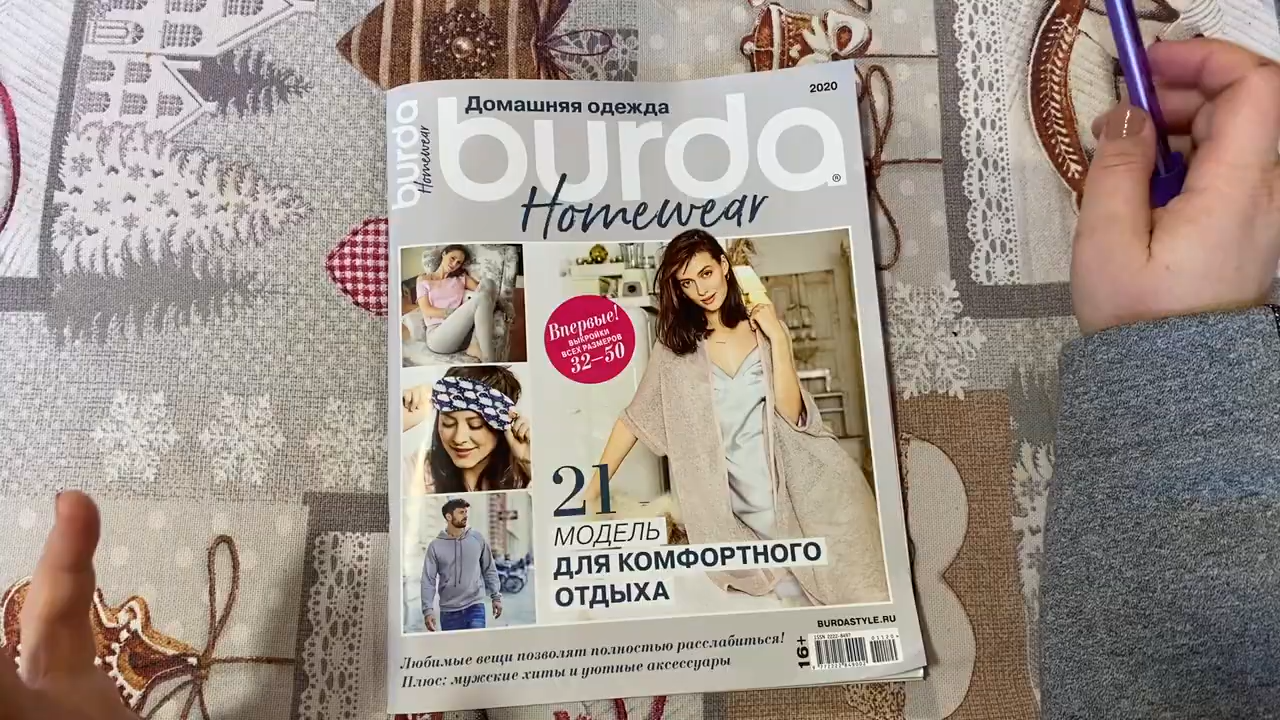 Домашняя одежда
2020
burda
Homewear
burda®
Homewear
Впервые!
ВЫКРОЙКИ
ВСЕХ РАЗМЕРОВ
32–50
21
МОДЕЛЬ
ДЛЯ КОМФОРТНОГО
ОТДЫХА
BURDASTYLE.RU
Любимые вещи позволят полностью расслабиться!
Плюс: мужские хиты и уютные аксессуары
16+